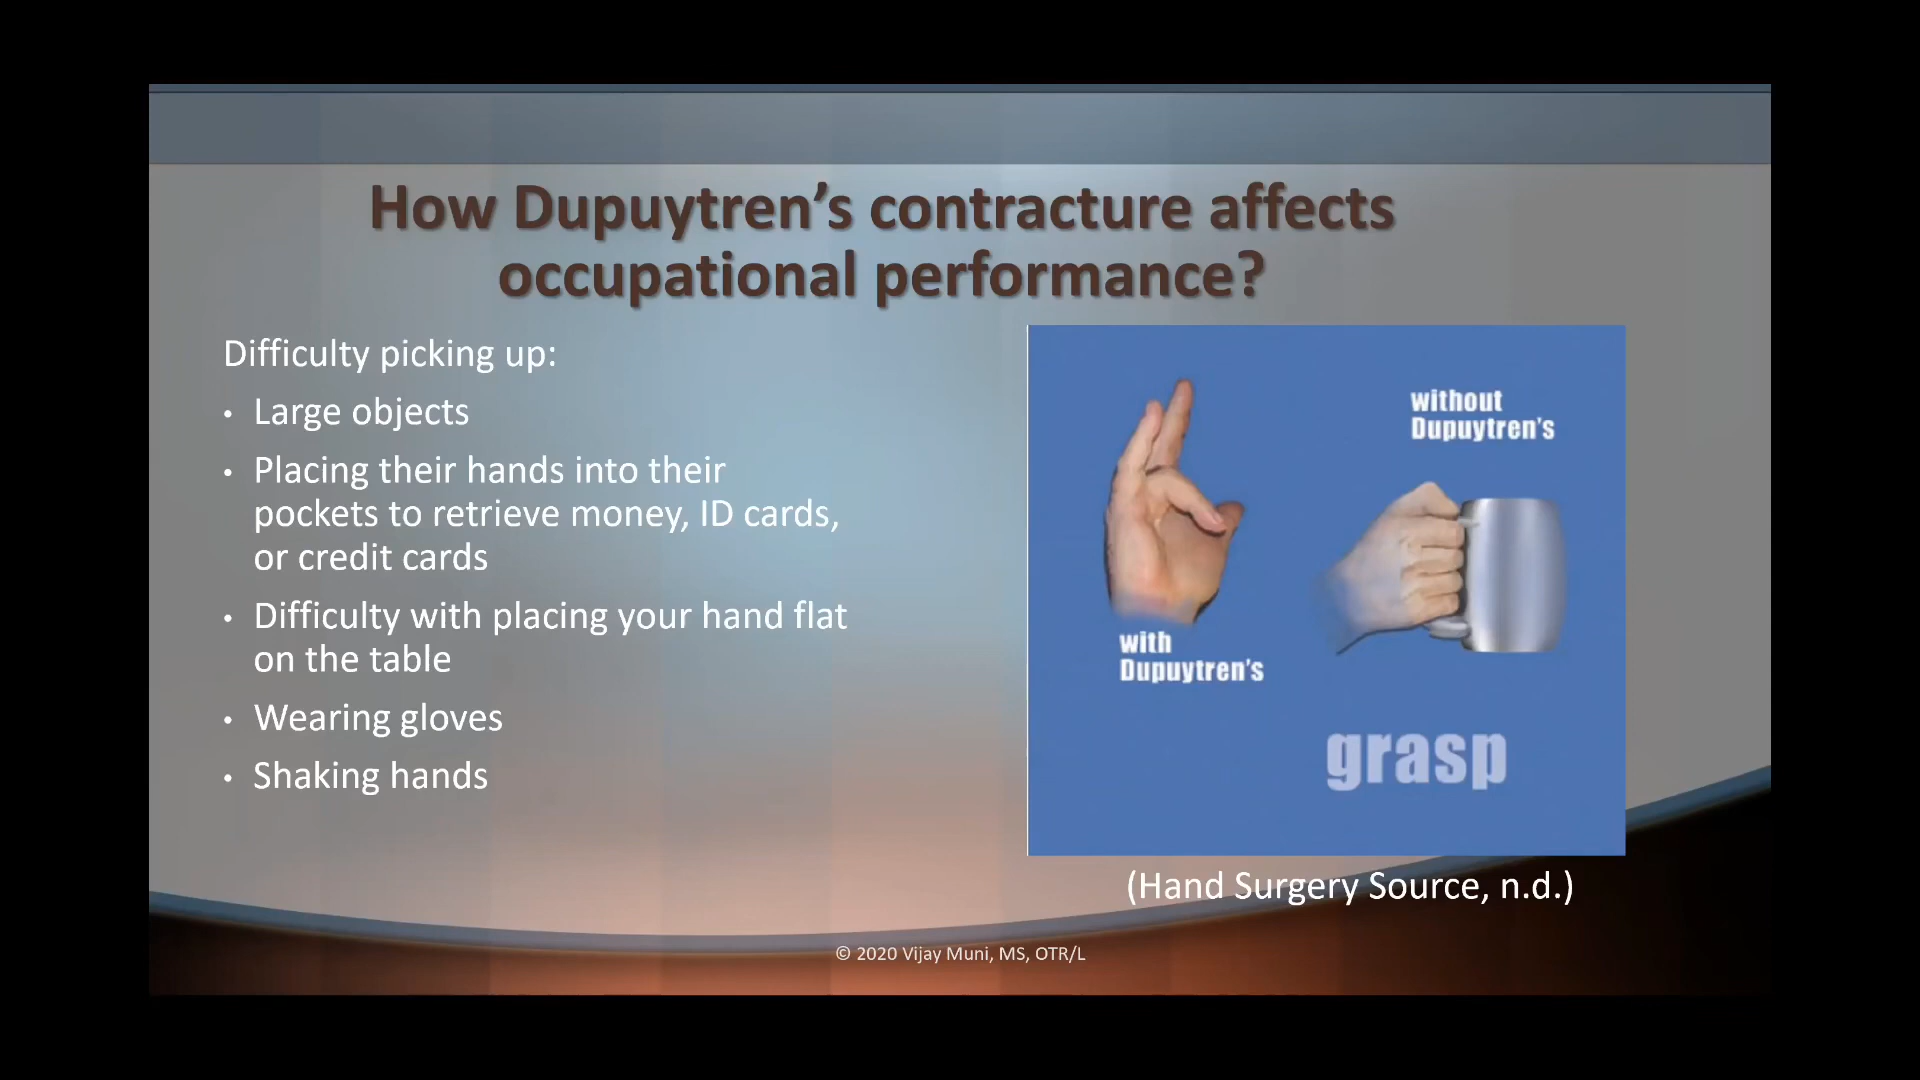 How Dupuytren’s contracture affects
occupational performance?
Difficulty picking up:
• Large objects
• Placing their hands into their
pockets to retrieve money, ID cards,
or credit cards
• Difficulty with placing your hand flat
on the table
• Wearing gloves
• Shaking hands
without
Dupuytren's
with
Dupuytren's
grasp
(Hand Surgery Source, n.d.)
© 2020 Vijay Muni, MS, OTR/L